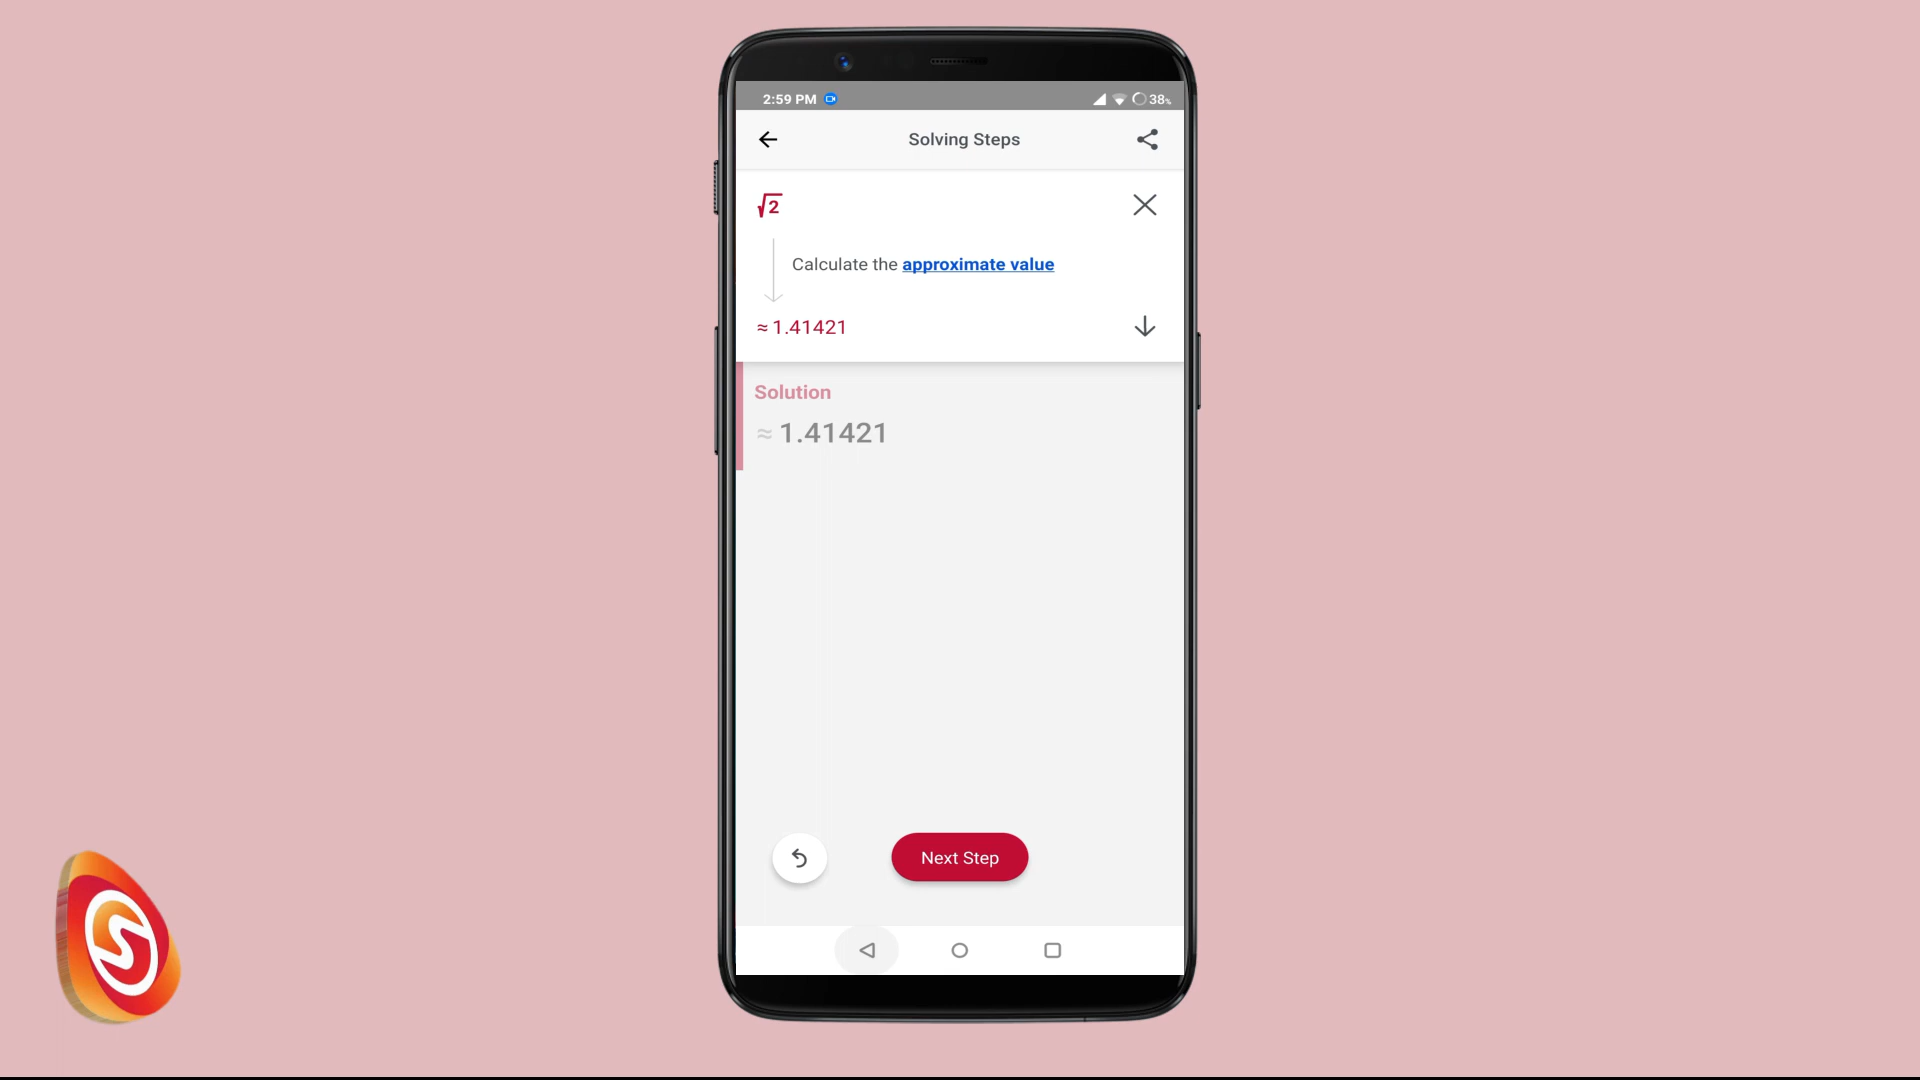 2:59 PM 38%
Solving Steps
√2
Calculate the approximate value
≈ 1.41421
Solution
≈ 1.41421
Next Step
S